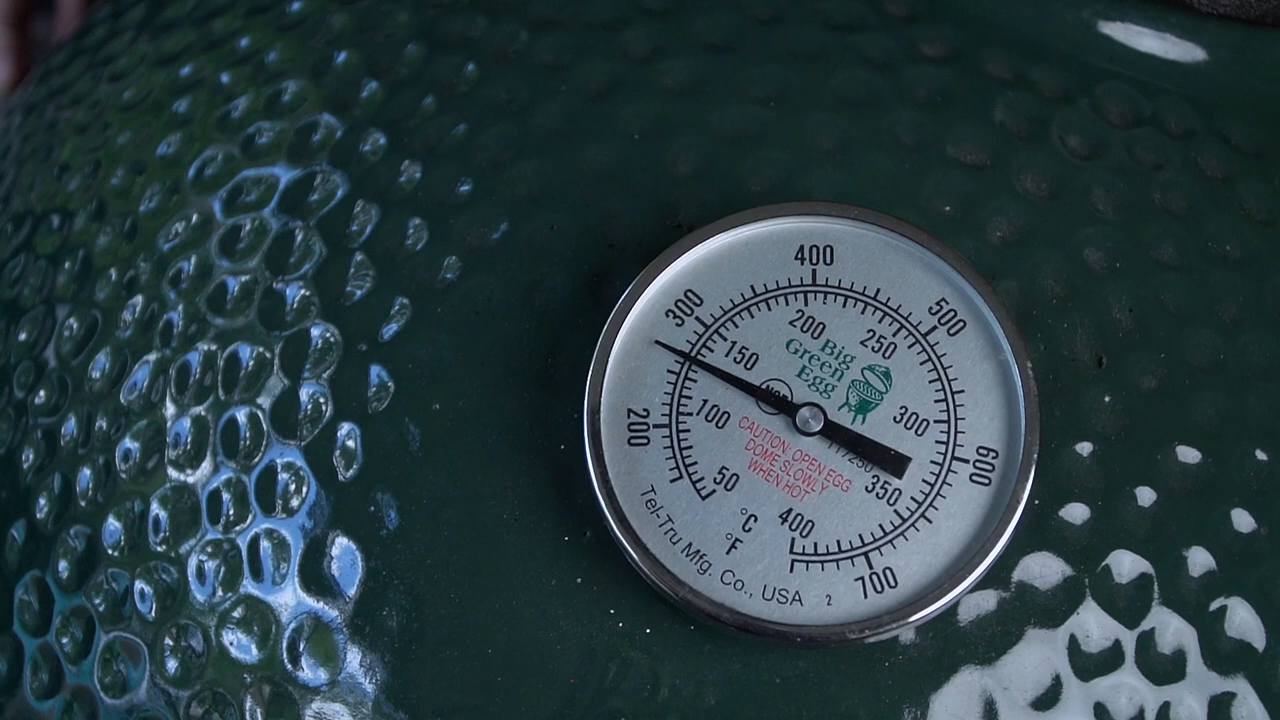 400
300
500
200
250
150
Big
Green
Egg
200
100
300
600
CAUTION: OPEN EGG
DOME SLOWLY
WHEN HOT
50
350
°C
400
°F
700
Tel-Tru Mfg. Co., USA
2